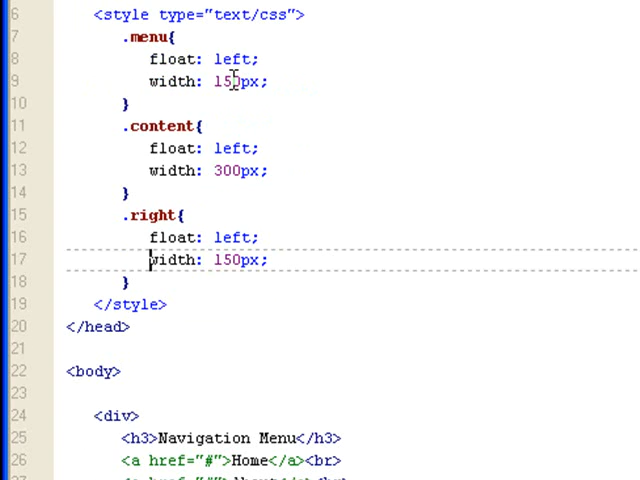 6 <style type="text/css">
7 .menu{
8 float: left;
9 width: 150px;
10 }
11 .content{
12 float: left;
13 width: 300px;
14 }
15 .right{
16 float: left;
17 width: 150px;
18 }
19 </style>
20 </head>
21
22 <body>
23
24 <div>
25 <h3>Navigation Menu</h3>
26 <a href="#">Home</a><br>